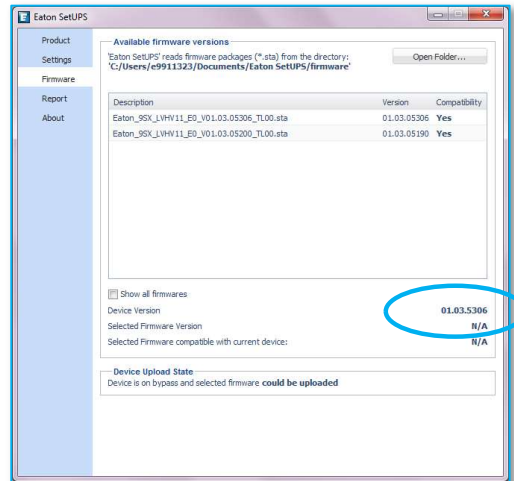 Eaton SetUPS
Product
Settings
Firmware
Report
About
Available firmware versions
'Eaton SetUPS' reads firmware packages (*.sta) from the directory:
'C:/Users/e9911323/Documents/Eaton SetUPS/firmware'
Open Folder...
Description Version Compatibility
Eaton_9SX_LVHV11_E0_V01.03.05306_TL00.sta 01.03.05306 Yes
Eaton_9SX_LVHV11_E0_V01.03.05200_TL00.sta 01.03.05190 Yes
Show all firmwares
Device Version 01.03.5306
Selected Firmware Version N/A
Selected Firmware compatible with current device: N/A
Device Upload State
Device is on bypass and selected firmware could be uploaded